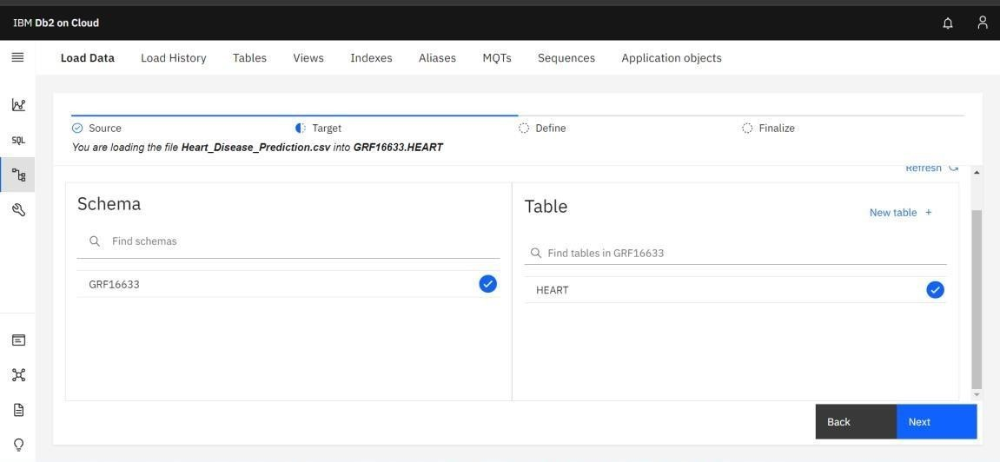 IBM Db2 on Cloud
Load Data Load History Tables Views Indexes Aliases MQTs Sequences Application objects
SQL
Source Target Define Finalize
You are loading the file Heart_Disease_Prediction.csv into GRF16633.HEART
Refresh
Schema
Find schemas
GRF16633
Table
New table +
Find tables in GRF16633
HEART
Back Next